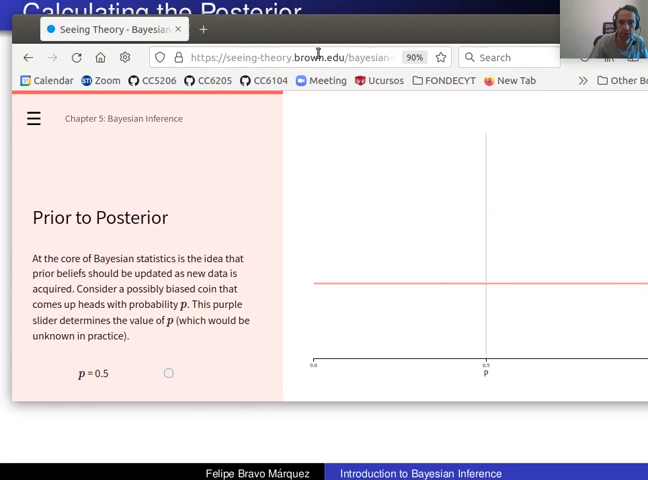 Calculating the Posterior
Seeing Theory - Bayesian
https://seeing-theory.brown.edu/bayesian-
90%
Search
Calendar
Zoom
CC5206
CC6205
CC6104
Meeting
Ucursos
FONDECYT
New Tab
Other Bo
Chapter 5: Bayesian Inference
Prior to Posterior
At the core of Bayesian statistics is the idea that
prior beliefs should be updated as new data is
acquired. Consider a possibly biased coin that
comes up heads with probability p. This purple
slider determines the value of p (which would be
unknown in practice).
p = 0.5
0.0
0.5
p
Felipe Bravo Márquez
Introduction to Bayesian Inference